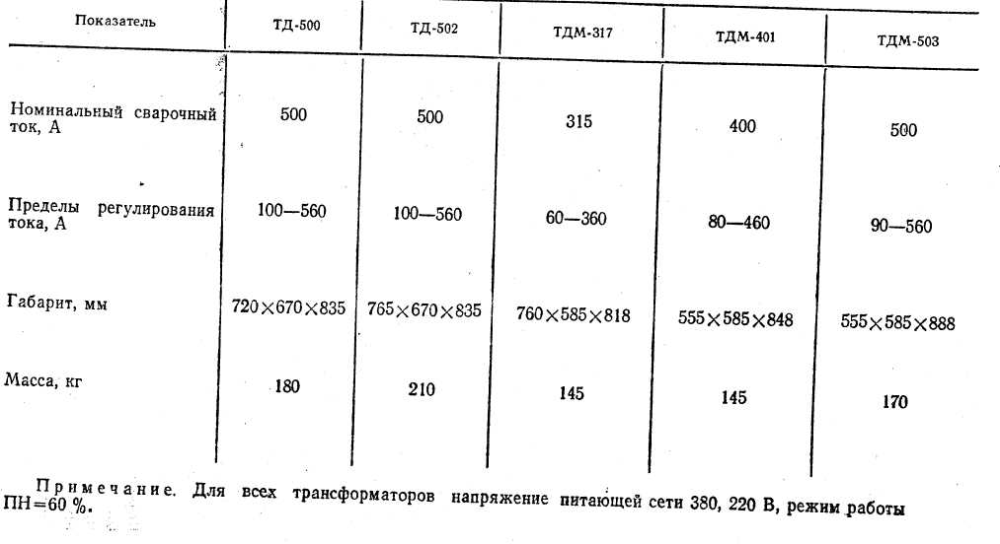 Показатель ТД-500 ТД-502 ТДМ-317 ТДМ-401 ТДМ-503
Номинальный сварочный
ток, А 500 500 315 400 500
Пределы регулирования
тока, А 100—560 100—560 60—360 80—460 90—560
Габарит, мм 720×670×835 765×670×835 760×585×818 555×585×848 555×585×888
Масса, кг 180 210 145 145 170
Примечание. Для всех трансформаторов напряжение питающей сети 380, 220 В, режим работы
ПН=60 %.